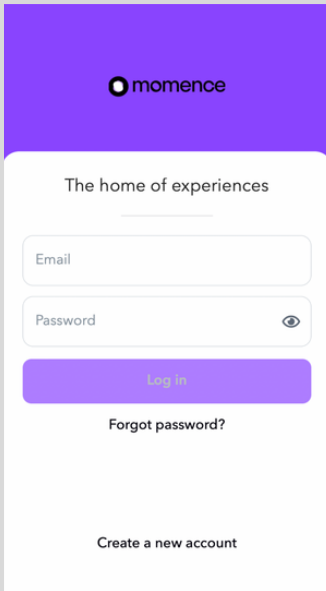 momence
The home of experiences
Email
Password
Log in
Forgot password?
Create a new account